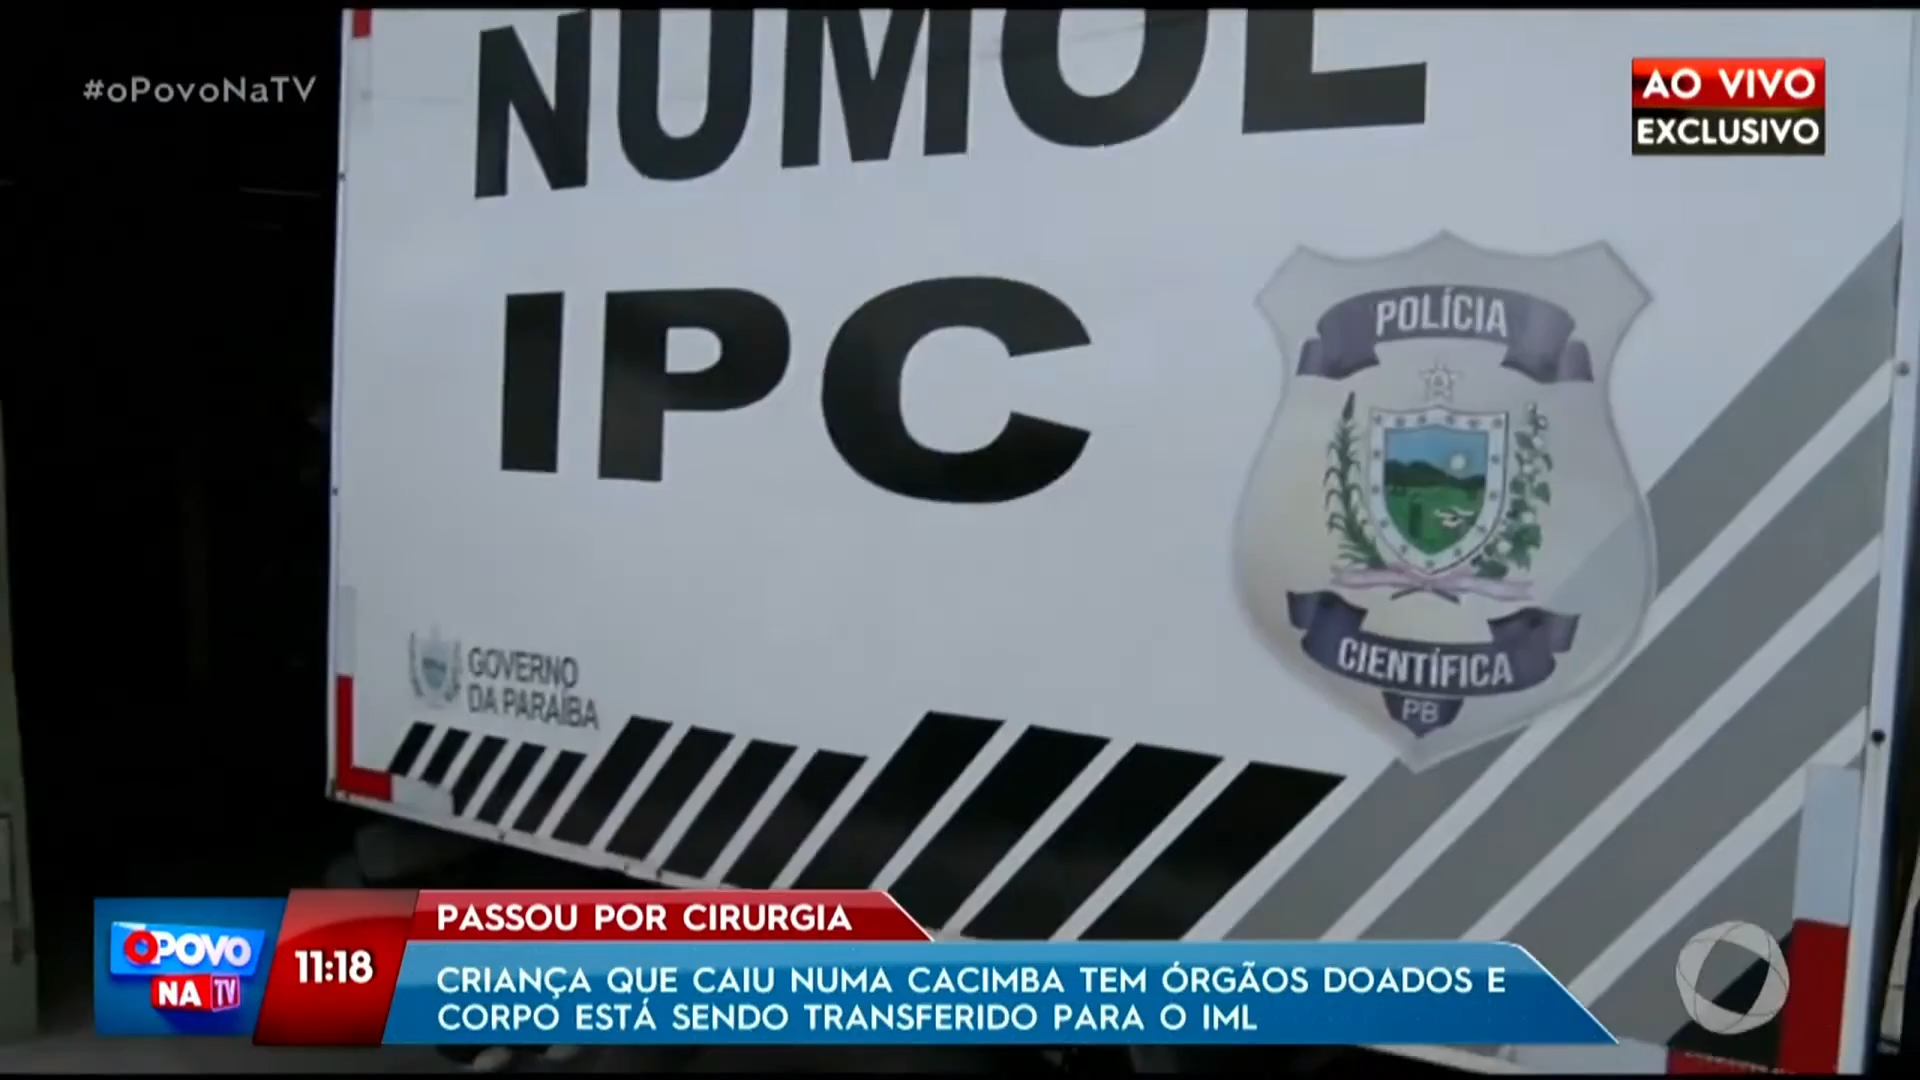 #oPovoNaTV
AO VIVO
EXCLUSIVO
NUMOL
IPC
POLÍCIA
CIENTÍFICA
PB
GOVERNO
DA PARAÍBA
PASSOU POR CIRURGIA
O POVO
NA TV
11:18
CRIANÇA QUE CAIU NUMA CACIMBA TEM ÓRGÃOS DOADOS E
CORPO ESTÁ SENDO TRANSFERIDO PARA O IML